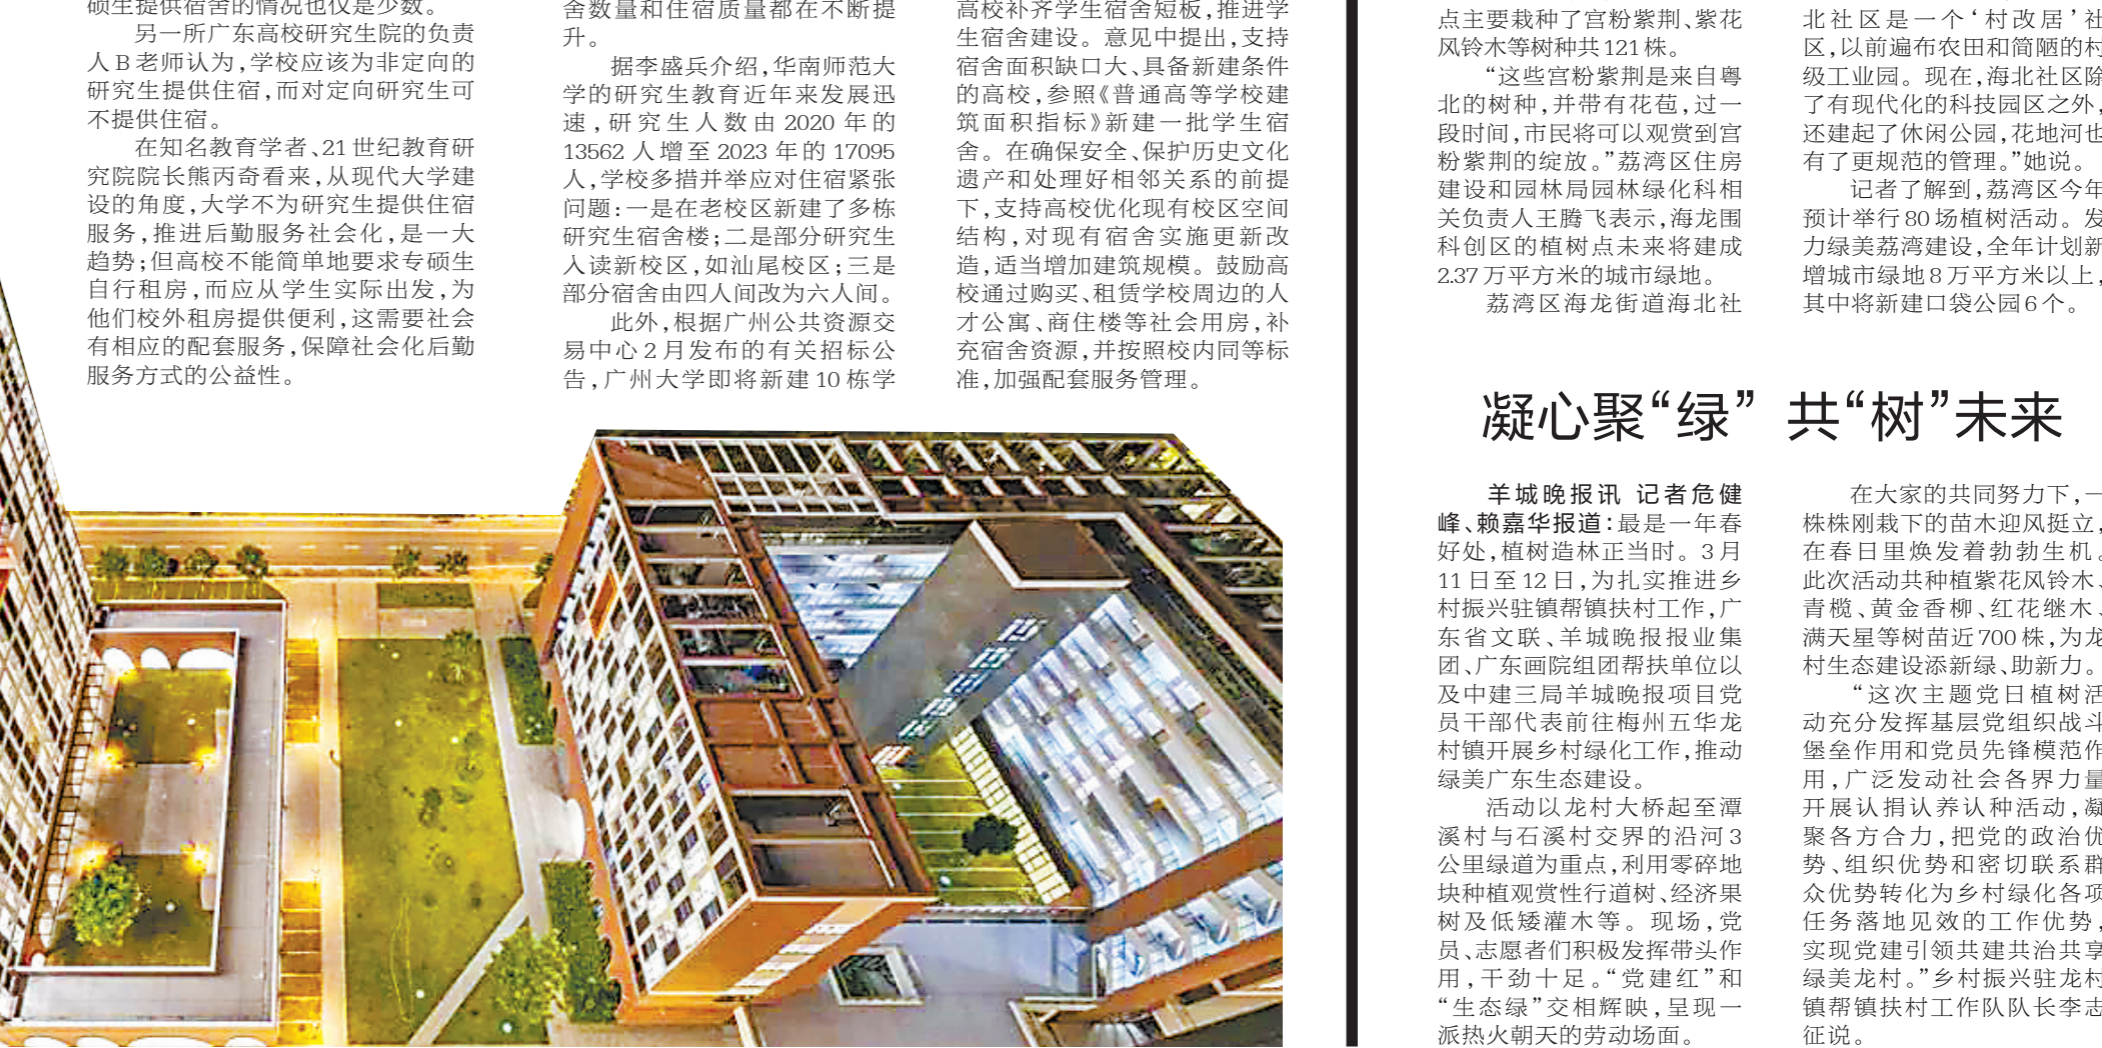 硕生提供宿舍的情况也仅是少数。
另一所广东高校研究生院的负责
人B老师认为,学校应该为非定向的
研究生提供住宿,而对定向研究生可
不提供住宿。
在知名教育学者、21世纪教育研
究院院长熊丙奇看来,从现代大学建
设的角度,大学不为研究生提供住宿
服务,推进后勤服务社会化,是一大
趋势;但高校不能简单地要求专硕生
自行租房,而应从学生实际出发,为
他们校外租房提供便利,这需要社会
有相应的配套服务,保障社会化后勤
服务方式的公益性。
舍数量和住宿质量都在不断提
升。
据李盛兵介绍,华南师范大
学的研究生教育近年来发展迅
速,研究生人数由2020年的
13562人增至2023年的17095
人,学校多措并举应对住宿紧张
问题:一是在老校区新建了多栋
研究生宿舍楼;二是部分研究生
入读新校区,如汕尾校区;三是
部分宿舍由四人间改为六人间。
此外,根据广州公共资源交
易中心2月发布的有关招标公
告,广州大学即将新建10栋学
高校补齐学生宿舍短板,推进学
生宿舍建设。意见中提出,支持
宿舍面积缺口大、具备新建条件
的高校,参照《普通高等学校建
筑面积指标》新建一批学生宿
舍。在确保安全、保护历史文化
遗产和处理好相邻关系的前提
下,支持高校优化现有校区空间
结构,对现有宿舍实施更新改
造,适当增加建筑规模。鼓励高
校通过购买、租赁学校周边的人
才公寓、商住楼等社会用房,补
充宿舍资源,并按照校内同等标
准,加强配套服务管理。
点主要栽种了宫粉紫荆、紫花
风铃木等树种共121株。
“这些宫粉紫荆是来自粤
北的树种,并带有花苞,过一
段时间,市民将可以观赏到宫
粉紫荆的绽放。”荔湾区住房
建设和园林局园林绿化科相
关负责人王腾飞表示,海龙围
科创区的植树点未来将建成
2.37万平方米的城市绿地。
荔湾区海龙街道海北社
北社区是一个‘村改居’社
区,以前遍布农田和简陋的村
级工业园。现在,海北社区除
了有现代化的科技园区之外,
还建起了休闲公园,花地河也
有了更规范的管理。”她说。
记者了解到,荔湾区今年
预计举行80场植树活动。发
力绿美荔湾建设,全年计划新
增城市绿地8万平方米以上,
其中将新建口袋公园6个。
凝心聚“绿” 共“树”未来
羊城晚报讯 记者危健
峰、赖嘉华报道:最是一年春
好处,植树造林正当时。3月
11日至12日,为扎实推进乡
村振兴驻镇帮镇扶村工作,广
东省文联、羊城晚报报业集
团、广东画院组团帮扶单位以
及中建三局羊城晚报项目党
员干部代表前往梅州五华龙
村镇开展乡村绿化工作,推动
绿美广东生态建设。
活动以龙村大桥起至潭
溪村与石溪村交界的沿河3
公里绿道为重点,利用零碎地
块种植观赏性行道树、经济果
树及低矮灌木等。现场,党
员、志愿者们积极发挥带头作
用,干劲十足。“党建红”和
“生态绿”交相辉映,呈现一
派热火朝天的劳动场面。
在大家的共同努力下,一
株株刚栽下的苗木迎风挺立,
在春日里焕发着勃勃生机。
此次活动共种植紫花风铃木、
青榄、黄金香柳、红花继木、
满天星等树苗近700株,为龙
村生态建设添新绿、助新力。
“这次主题党日植树活
动充分发挥基层党组织战斗
堡垒作用和党员先锋模范作
用,广泛发动社会各界力量
开展认捐认养认种活动,凝
聚各方合力,把党的政治优
势、组织优势和密切联系群
众优势转化为乡村绿化各项
任务落地见效的工作优势,
实现党建引领共建共治共享
绿美龙村。”乡村振兴驻龙村
镇帮镇扶村工作队队长李志
征说。